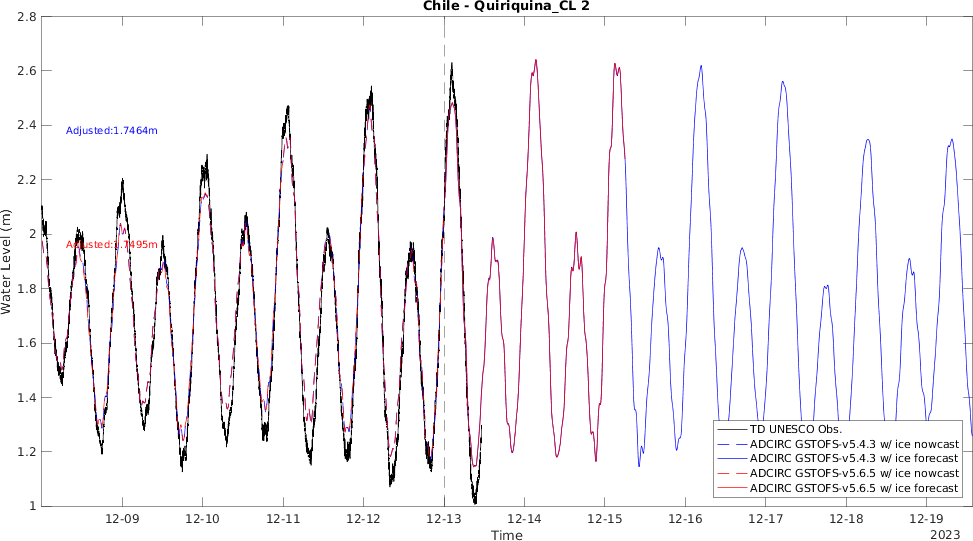 Chile - Quiriquina_CL 2
Water Level (m)
2.8
2.6
2.4
2.2
2
1.8
1.6
1.4
1.2
1
Adjusted:1.7464m
Adjusted:1.7495m
TD UNESCO Obs.
ADCIRC GSTOFS-v5.4.3 w/ ice nowcast
ADCIRC GSTOFS-v5.4.3 w/ ice forecast
ADCIRC GSTOFS-v5.6.5 w/ ice nowcast
ADCIRC GSTOFS-v5.6.5 w/ ice forecast
12-09 12-10 12-11 12-12 12-13 12-14 12-15 12-16 12-17 12-18 12-19
2023
Time